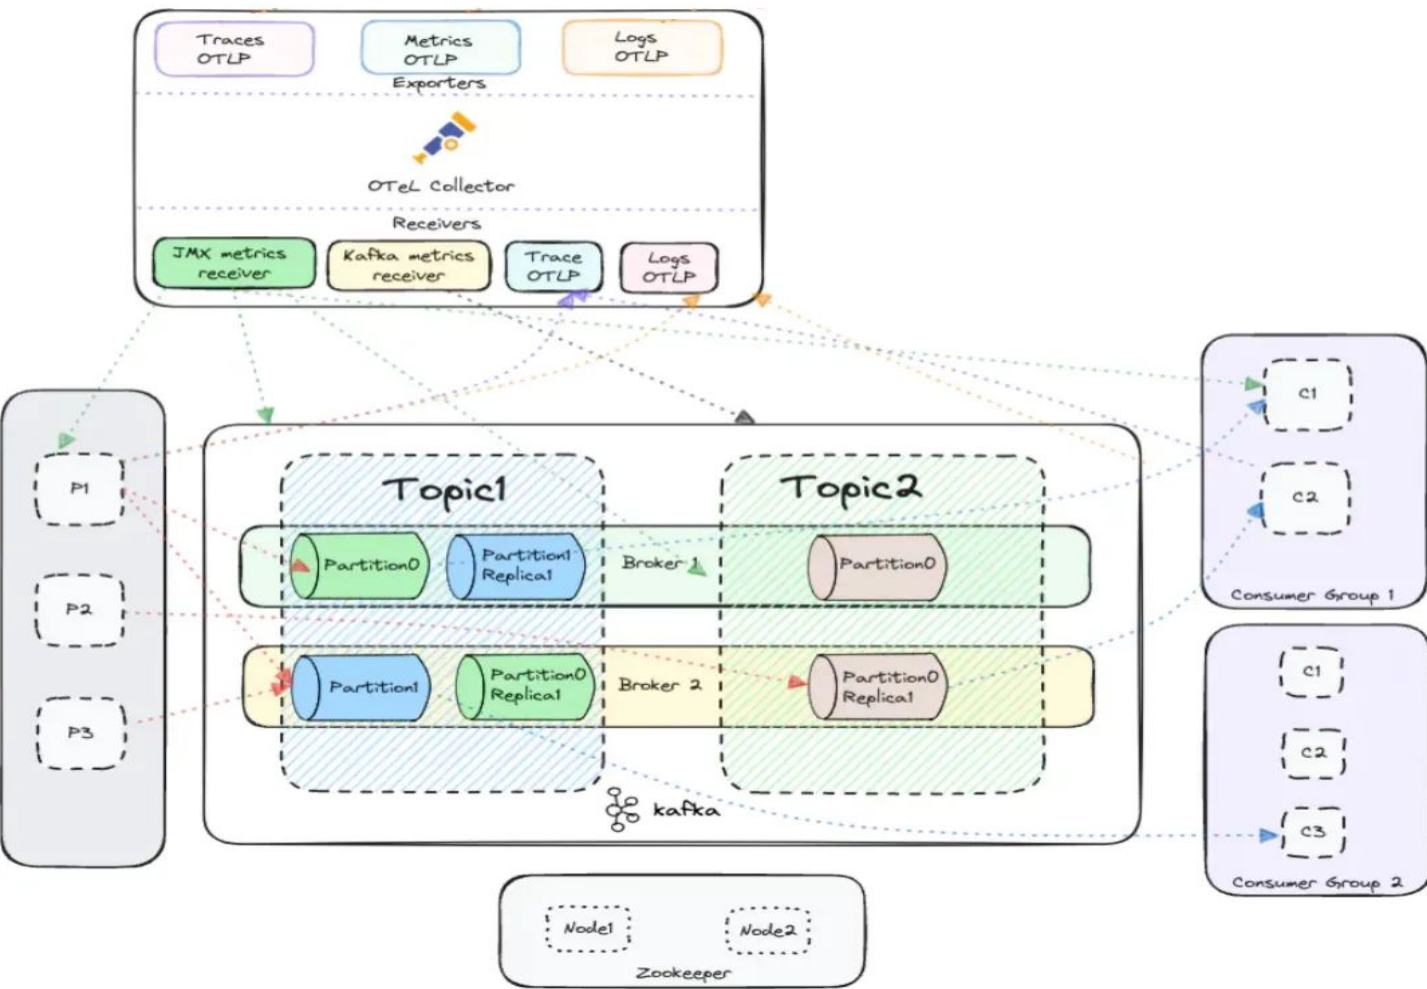 Traces
OTLP
Metrics
OTLP
Logs
OTLP
Exporters
OTeL Collector
Receivers
JMX metrics
receiver
Kafka metrics
receiver
Trace
OTLP
Logs
OTLP
P1
P2
P3
Topic1
Topic2
Partition0
Partition1
Replica1
Broker 1
Partition0
Partition1
Partition0
Replica1
Broker 2
Partition0
Replica1
kafka
C1
C2
Consumer Group 1
C1
C2
C3
Consumer Group 2
Node1
Node2
Zookeeper